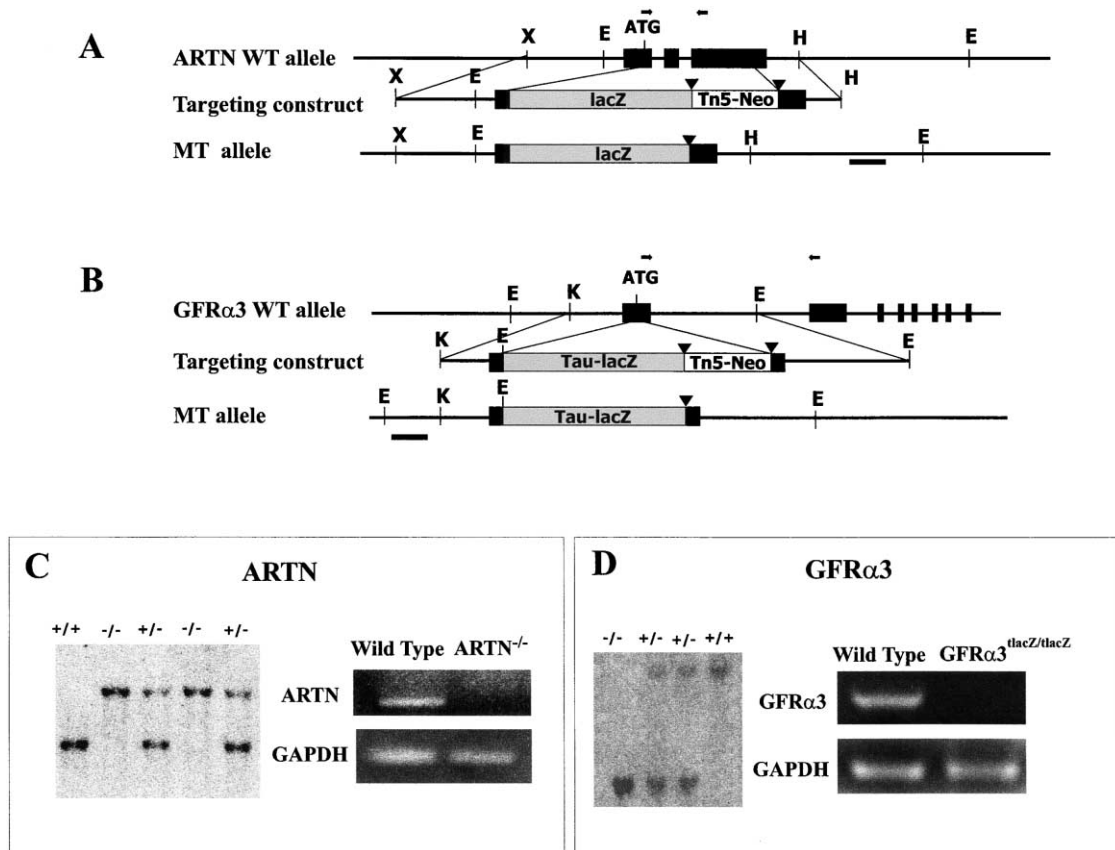 A
ATG
X E H E
ARTN WT allele
X E H
Targeting construct lacZ Tn5-Neo
X E H E
MT allele lacZ
B
ATG
E K E
GFRα3 WT allele
K E E
Targeting construct Tau-lacZ Tn5-Neo
E K E E
MT allele Tau-lacZ
C ARTN
+/+ -/- +/- -/- +/-
Wild Type ARTN-/-
ARTN
GAPDH
D GFRα3
-/- +/- +/- +/+
Wild Type GFRα3tlacZ/tlacZ
GFRα3
GAPDH